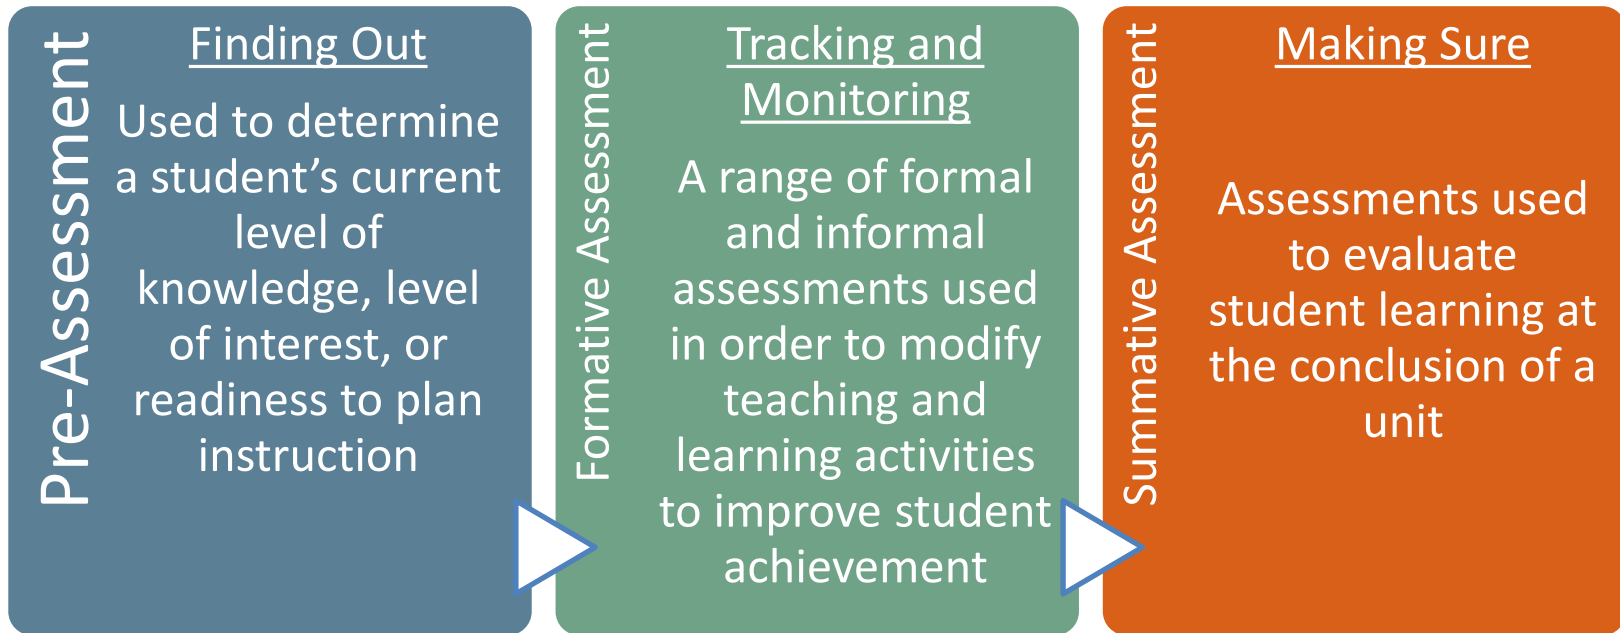 Pre-Assessment
Finding Out
Used to determine
a student’s current
level of
knowledge, level
of interest, or
readiness to plan
instruction
Formative Assessment
Tracking and
Monitoring
A range of formal
and informal
assessments used
in order to modify
teaching and
learning activities
to improve student
achievement
Summative Assessment
Making Sure
Assessments used
to evaluate
student learning at
the conclusion of a
unit